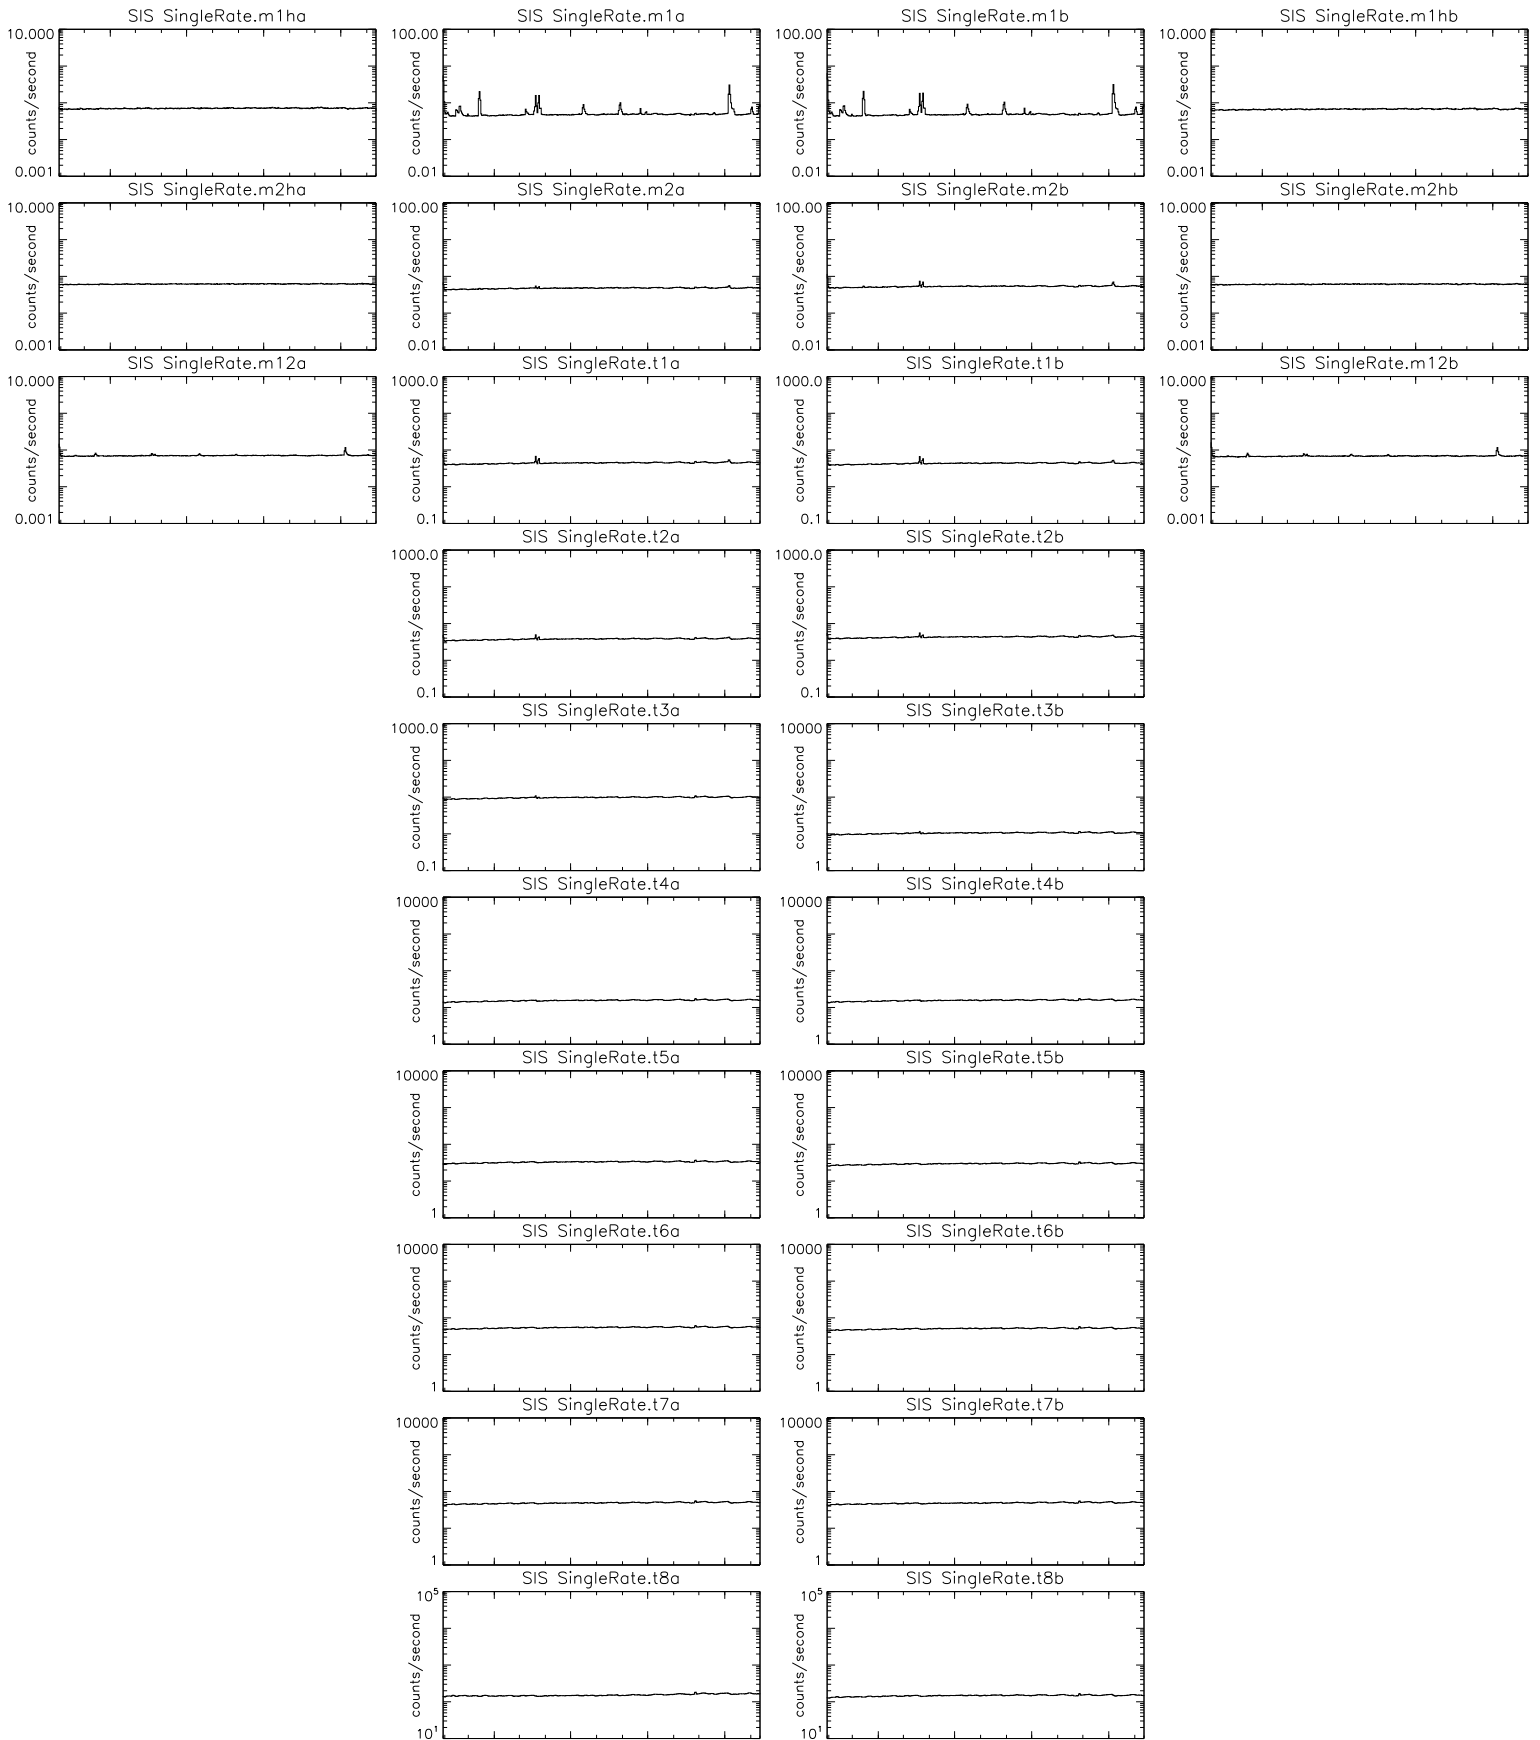 SIS SingleRate.m1ha
10.000
counts/second
0.001
SIS SingleRate.m1a
100.00
counts/second
0.01
SIS SingleRate.m1b
100.00
counts/second
0.01
SIS SingleRate.m1hb
10.000
counts/second
0.001
SIS SingleRate.m2ha
10.000
counts/second
0.001
SIS SingleRate.m2a
100.00
counts/second
0.01
SIS SingleRate.m2b
100.00
counts/second
0.01
SIS SingleRate.m2hb
10.000
counts/second
0.001
SIS SingleRate.m12a
10.000
counts/second
0.001
SIS SingleRate.t1a
1000.0
counts/second
0.1
SIS SingleRate.t1b
1000.0
counts/second
0.1
SIS SingleRate.m12b
10.000
counts/second
0.001
SIS SingleRate.t2a
1000.0
counts/second
0.1
SIS SingleRate.t2b
1000.0
counts/second
0.1
SIS SingleRate.t3a
1000.0
counts/second
0.1
SIS SingleRate.t3b
10000
counts/second
1
SIS SingleRate.t4a
10000
counts/second
1
SIS SingleRate.t4b
10000
counts/second
1
SIS SingleRate.t5a
10000
counts/second
1
SIS SingleRate.t5b
10000
counts/second
1
SIS SingleRate.t6a
10000
counts/second
1
SIS SingleRate.t6b
10000
counts/second
1
SIS SingleRate.t7a
10000
counts/second
1
SIS SingleRate.t7b
10000
counts/second
1
SIS SingleRate.t8a
10⁵
counts/second
10¹
SIS SingleRate.t8b
10⁵
counts/second
10¹